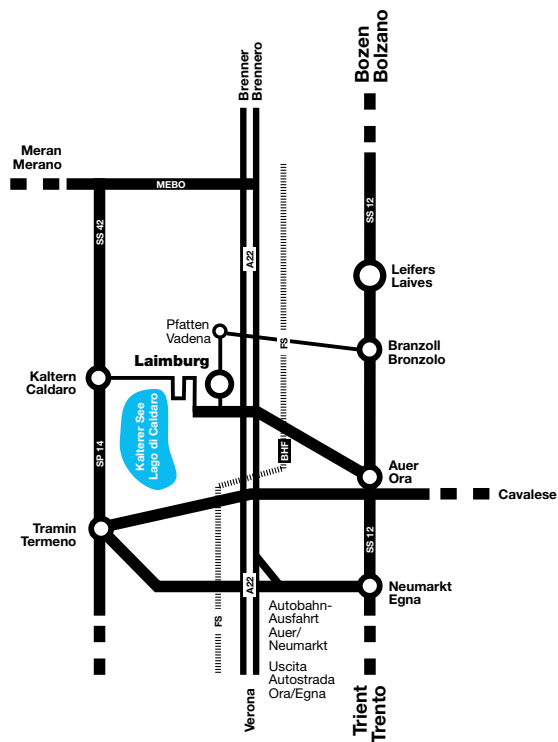 Brenner
Brennero
Bozen
Bolzano
Meran
Merano
MEBO
SS 42
SS 12
A22
Leifers
Laives
Pfatten
Vadena
FS
Branzoll
Bronzolo
Laimburg
Kaltern
Caldaro
Kalterer See
Lago di Caldaro
SP 14
BHF
Auer
Ora
Cavalese
Tramin
Termeno
SS 12
A22
Neumarkt
Egna
FS
Autobahn-
Ausfahrt
Auer/
Neumarkt
Uscita
Autostrada
Ora/Egna
Verona
Trient
Trento